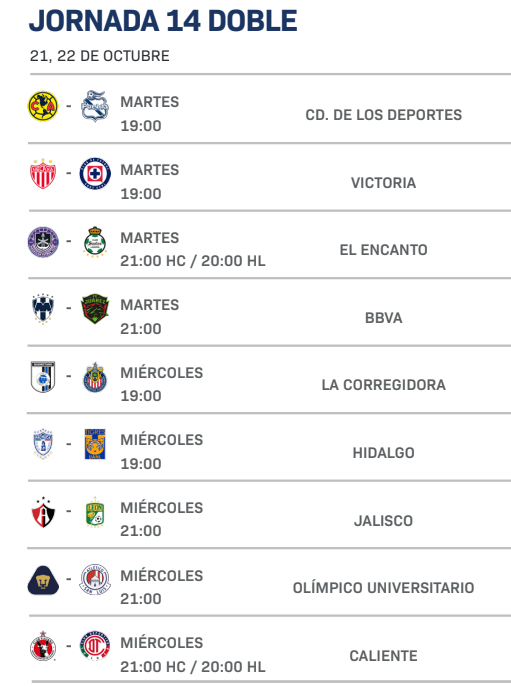 JORNADA 14 DOBLE
21, 22 DE OCTUBRE
- MARTES
19:00
CD. DE LOS DEPORTES
- MARTES
19:00
VICTORIA
- MARTES
21:00 HC / 20:00 HL
EL ENCANTO
- MARTES
21:00
BBVA
- MIÉRCOLES
19:00
LA CORREGIDORA
- MIÉRCOLES
19:00
HIDALGO
- MIÉRCOLES
21:00
JALISCO
- MIÉRCOLES
21:00
OLÍMPICO UNIVERSITARIO
- MIÉRCOLES
21:00 HC / 20:00 HL
CALIENTE